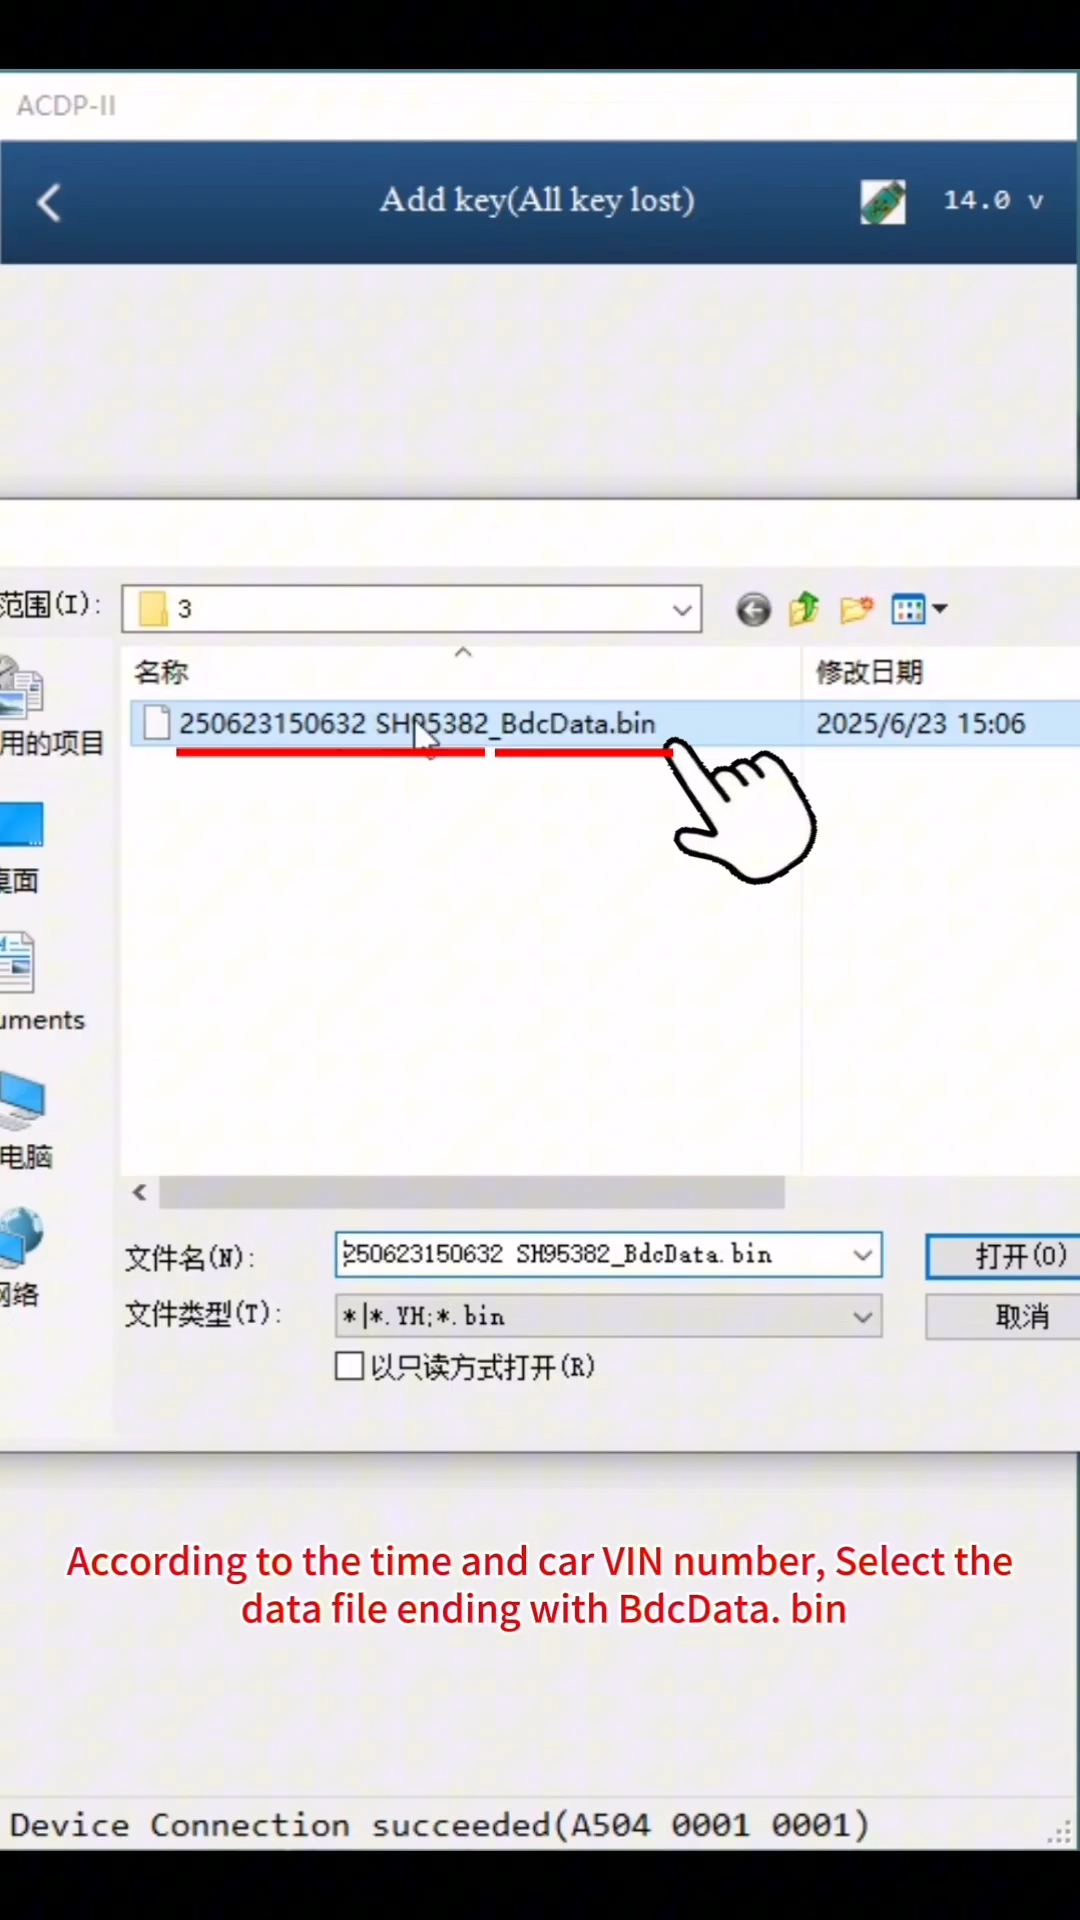 ACDP-II
Add key(All key lost)
14.0 v
范围(I):
3
名称
修改日期
250623150632 SH95382_BdcData.bin
2025/6/23 15:06
用的项目
桌面
uments
电脑
网络
文件名(N):
250623150632 SH95382_BdcData.bin
打开(O)
文件类型(T):
*|*.YH;*.bin
取消
以只读方式打开(R)
According to the time and car VIN number, Select the
data file ending with BdcData. bin
Device Connection succeeded(A504 0001 0001)